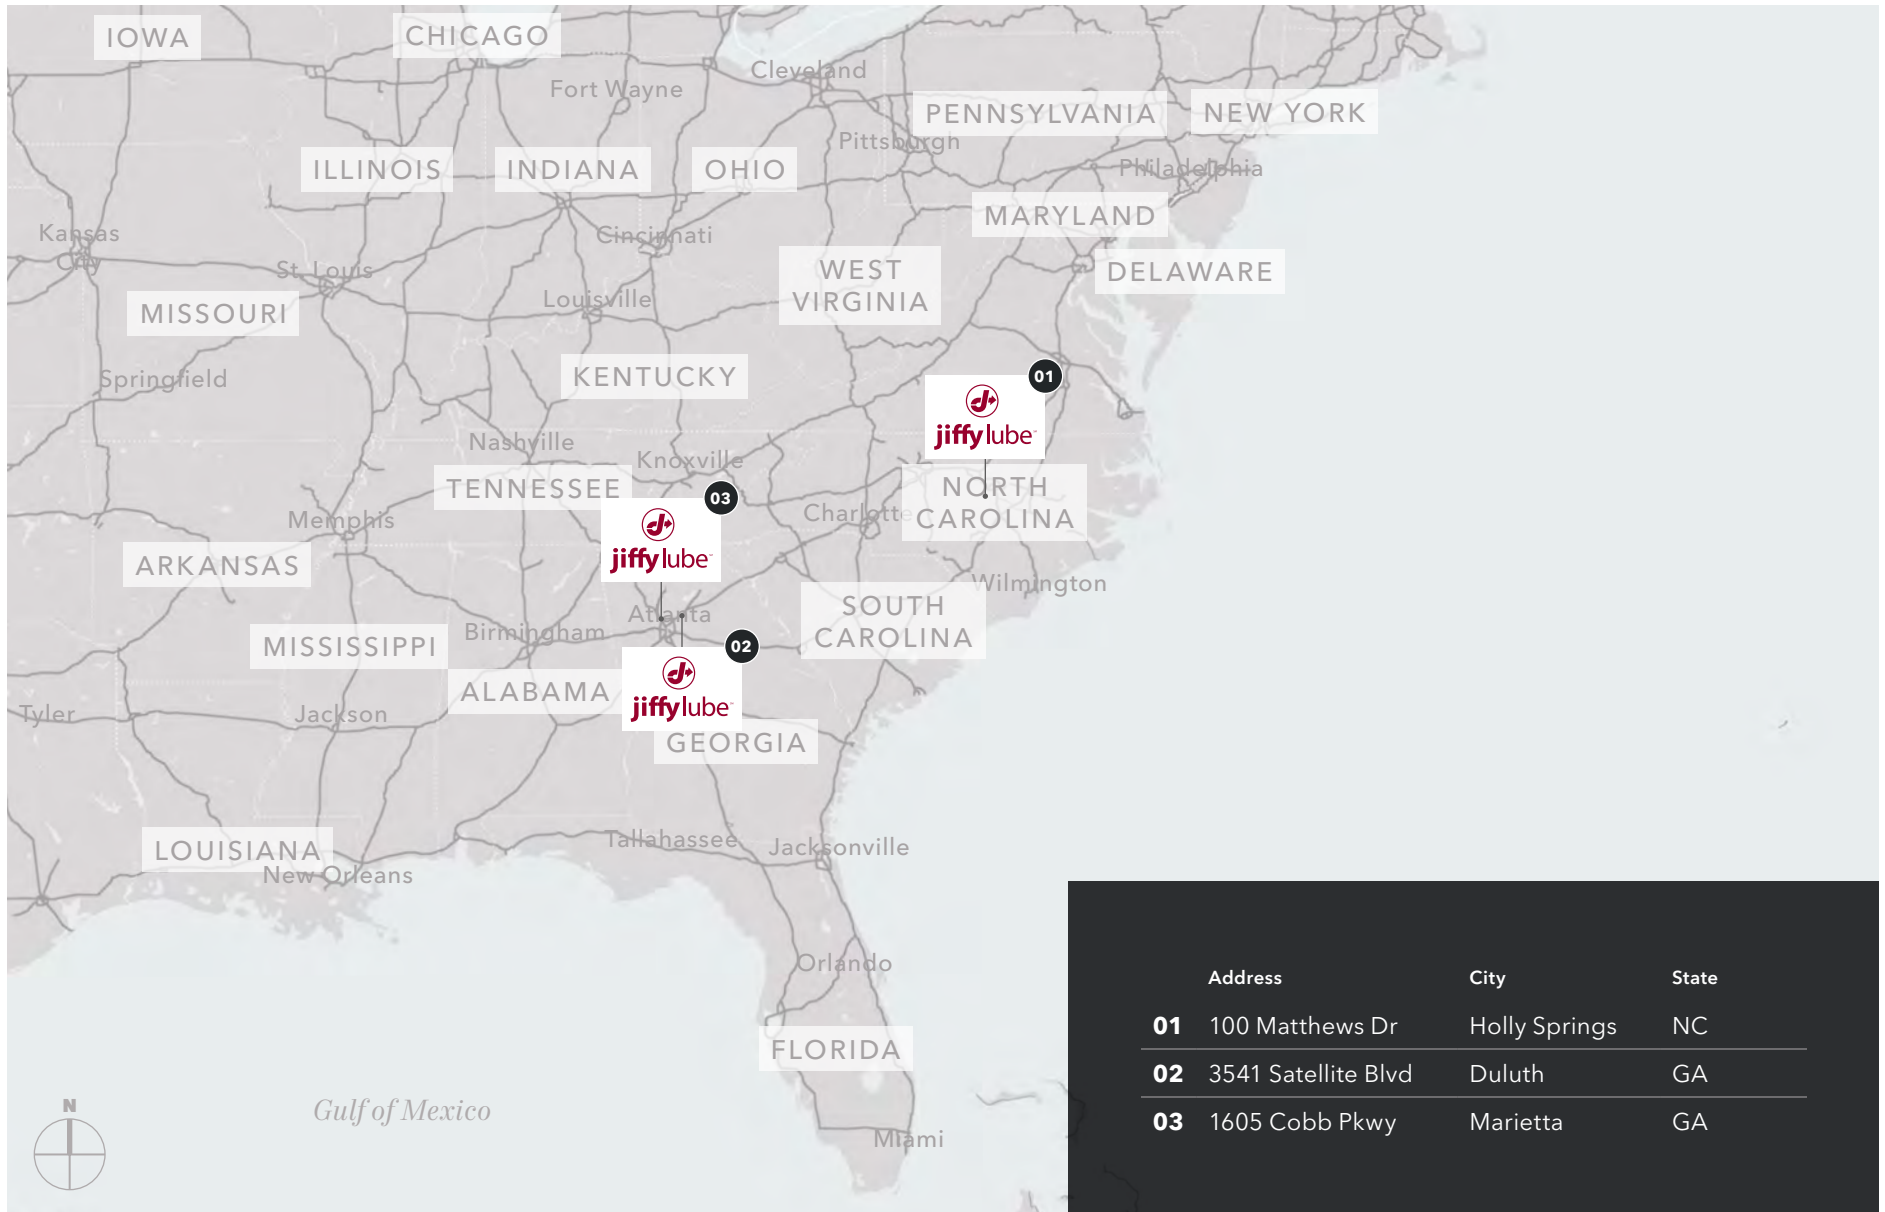 IOWA
CHICAGO
Cleveland
Fort Wayne
PENNSYLVANIA
NEW YORK
Pittsburgh
ILLINOIS
INDIANA
OHIO
Philadelphia
MARYLAND
Kansas
City
Cincinnati
St. Louis
WEST
VIRGINIA
DELAWARE
Louisville
MISSOURI
Springfield
KENTUCKY
01
jiffy lube™
Nashville
Knoxville
TENNESSEE
03
NORTH
CAROLINA
Charlotte
Memphis
jiffy lube™
ARKANSAS
Wilmington
SOUTH
CAROLINA
Atlanta
Birmingham
MISSISSIPPI
02
jiffy lube™
ALABAMA
Tyler
Jackson
GEORGIA
Tallahassee
Jacksonville
LOUISIANA
New Orleans
Orlando
FLORIDA
Miami
N
Gulf of Mexico
Address City State
01 100 Matthews Dr Holly Springs NC
02 3541 Satellite Blvd Duluth GA
03 1605 Cobb Pkwy Marietta GA